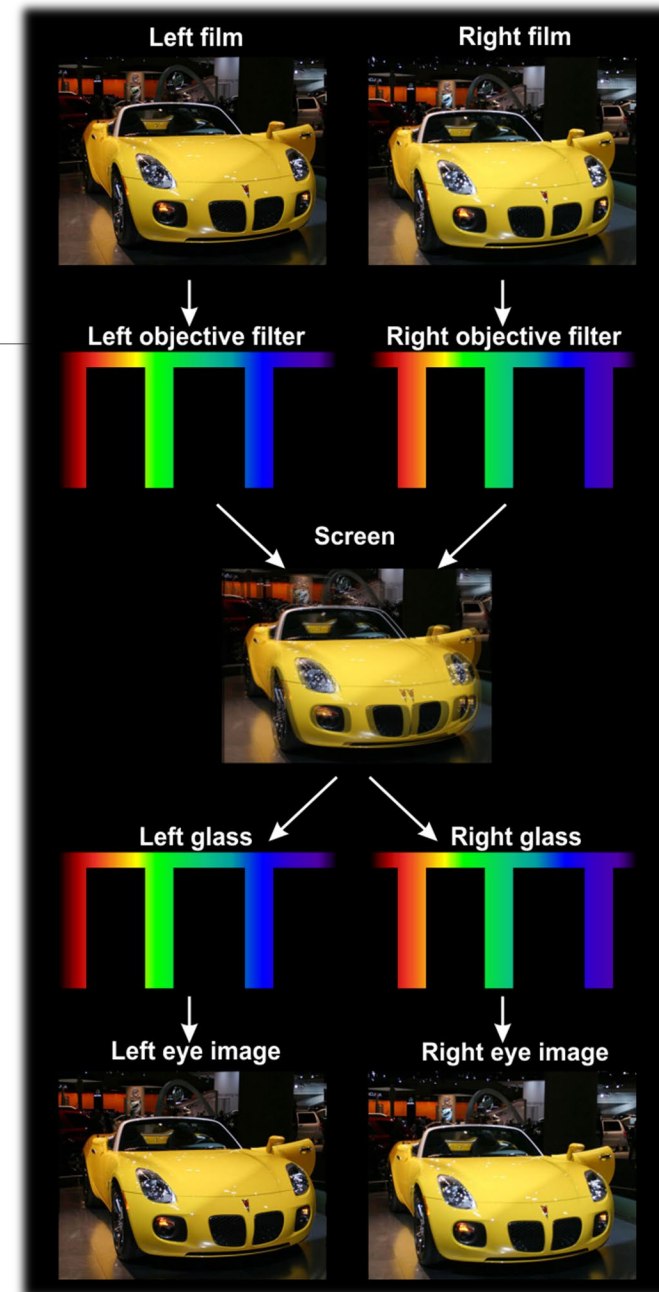 Left film
Right film
Left objective filter
Right objective filter
Screen
Left glass
Right glass
Left eye image
Right eye image